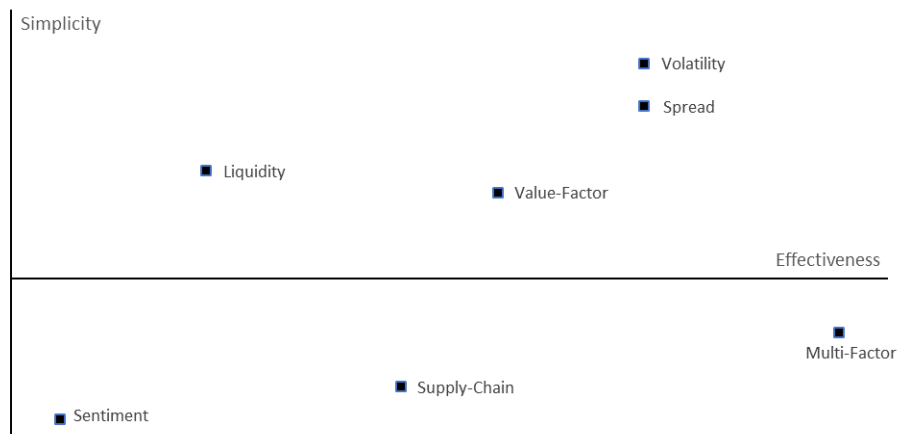 Simplicity
Volatility
Spread
Liquidity
Value-Factor
Effectiveness
Multi-Factor
Supply-Chain
Sentiment